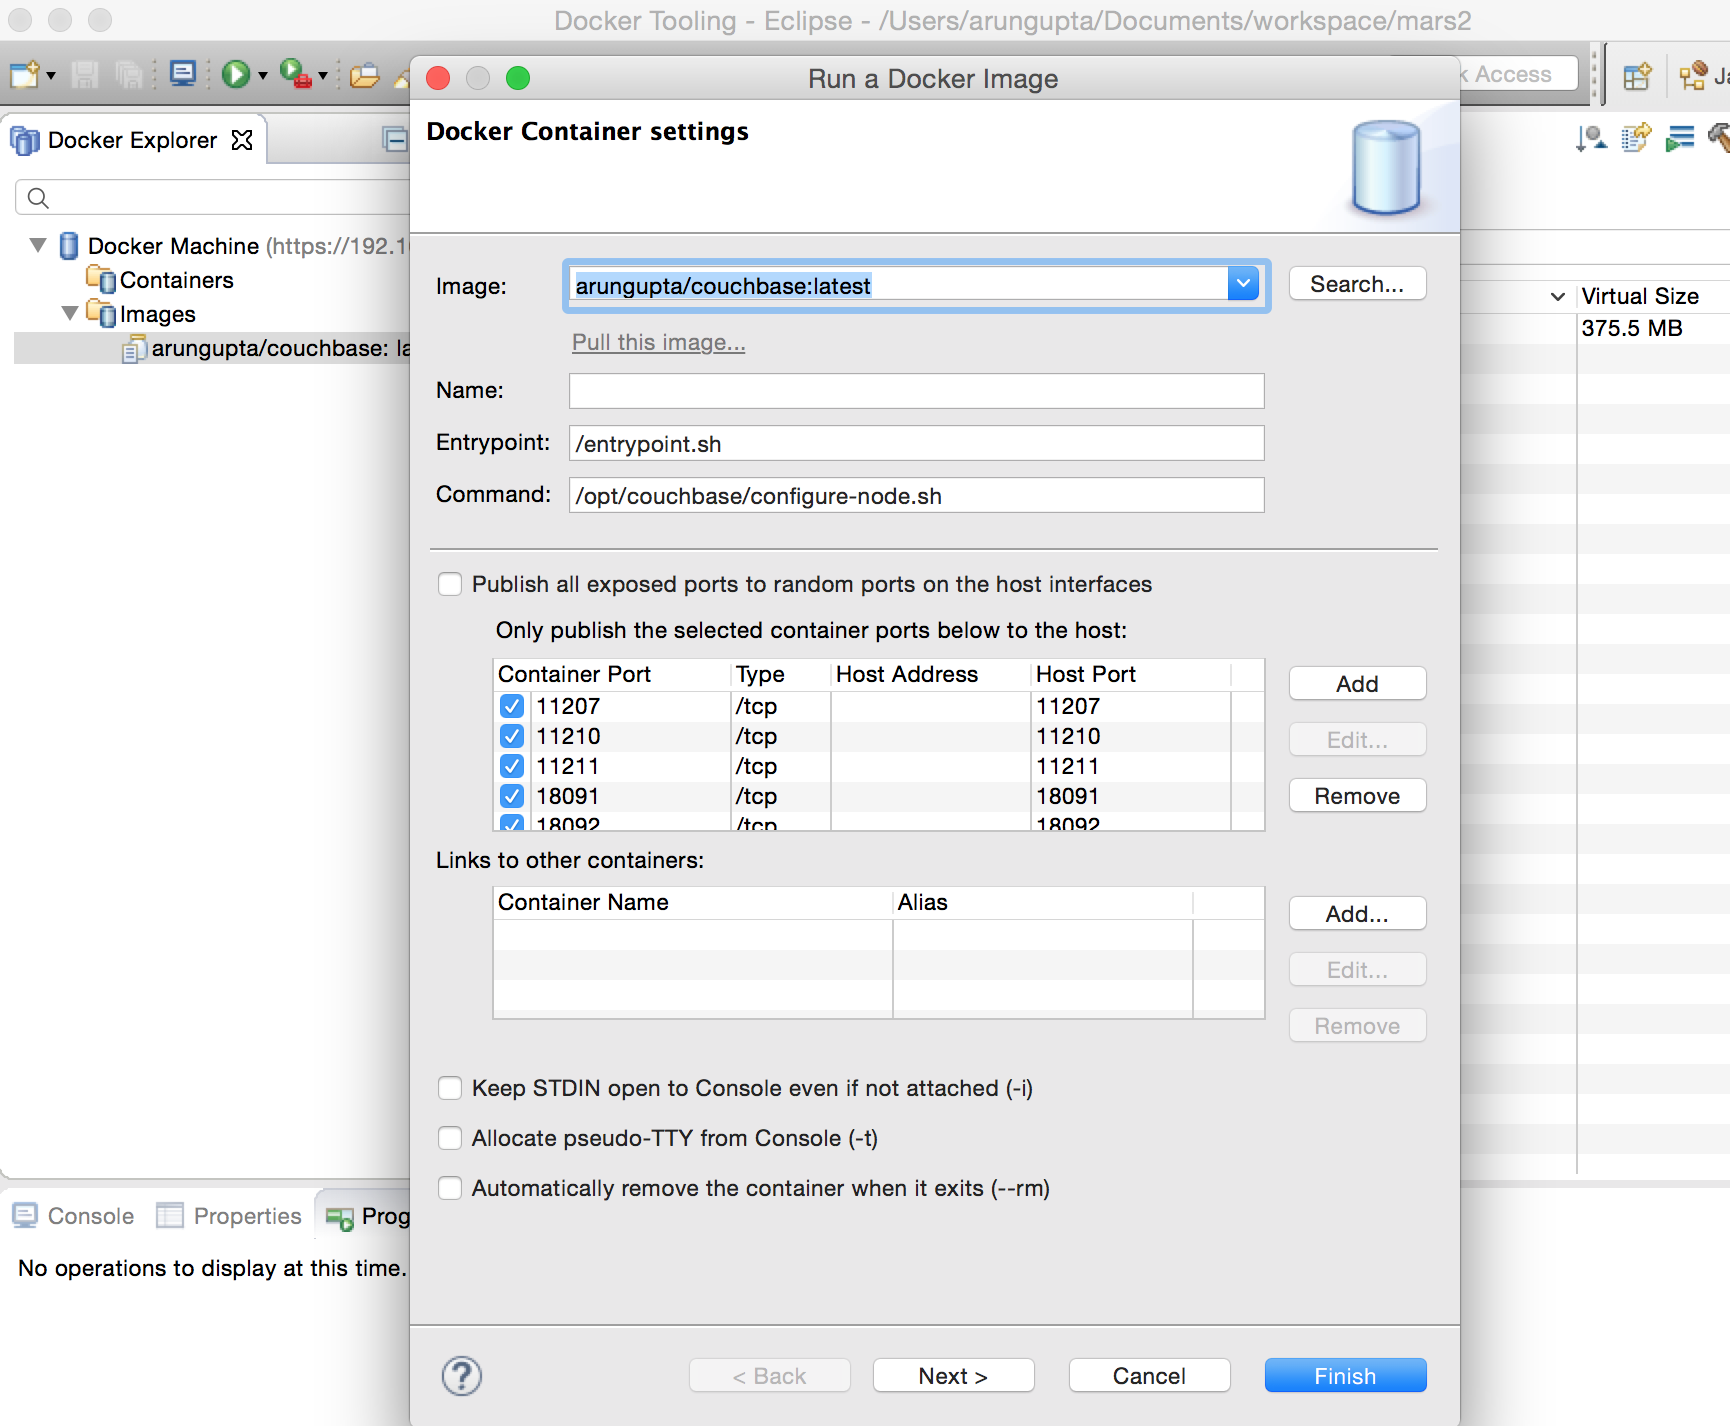 Docker Tooling - Eclipse - /Users/arungupta/Documents/workspace/mars2
Access
Docker Explorer
Docker Machine (https://192.1
Containers
Images
arungupta/couchbase: la
Virtual Size
375.5 MB
Console
Properties
Prog
No operations to display at this time.
Run a Docker Image
Docker Container settings
Image: arungupta/couchbase:latest Search...
Pull this image...
Name:
Entrypoint: /entrypoint.sh
Command: /opt/couchbase/configure-node.sh
Publish all exposed ports to random ports on the host interfaces
Only publish the selected container ports below to the host:
Container Port Type Host Address Host Port
11207 /tcp 11207
11210 /tcp 11210
11211 /tcp 11211
18091 /tcp 18091
18092 /tcp 18092
Add
Edit...
Remove
Links to other containers:
Container Name Alias
Add...
Edit...
Remove
Keep STDIN open to Console even if not attached (-i)
Allocate pseudo-TTY from Console (-t)
Automatically remove the container when it exits (--rm)
? < Back Next > Cancel Finish